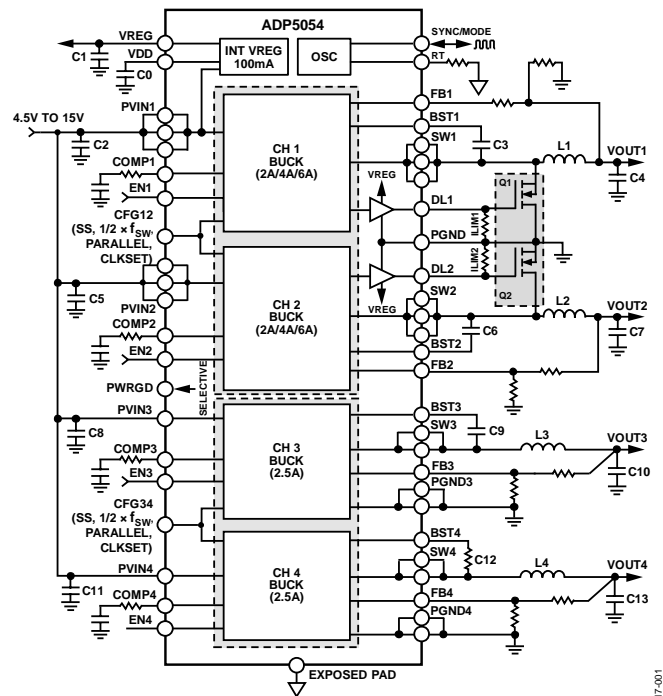 ADP5054
VREG
C1
VDD
C0
INT VREG
100mA
OSC
SYNC/MODE
RT
4.5V TO 15V
PVIN1
C2
COMP1
EN1
CH 1
BUCK
(2A/4A/6A)
FB1
BST1
SW1
C3
L1
VOUT1
C4
Q1
VREG
DL1
ILIM1
PGND
ILIM2
DL2
VREG
Q2
CFG12
(SS, 1/2 × fSW,
PARALLEL,
CLKSET)
C5
PVIN2
COMP2
EN2
CH 2
BUCK
(2A/4A/6A)
SW2
L2
VOUT2
C6
C7
BST2
FB2
PWRGD
SELECTIVE
PVIN3
C8
COMP3
EN3
CH 3
BUCK
(2.5A)
BST3
SW3
C9
L3
VOUT3
FB3
C10
PGND3
CFG34
(SS, 1/2 × fSW,
PARALLEL,
CLKSET)
PVIN4
C11
COMP4
EN4
CH 4
BUCK
(2.5A)
BST4
C12
SW4
L4
VOUT4
FB4
C13
PGND4
EXPOSED PAD